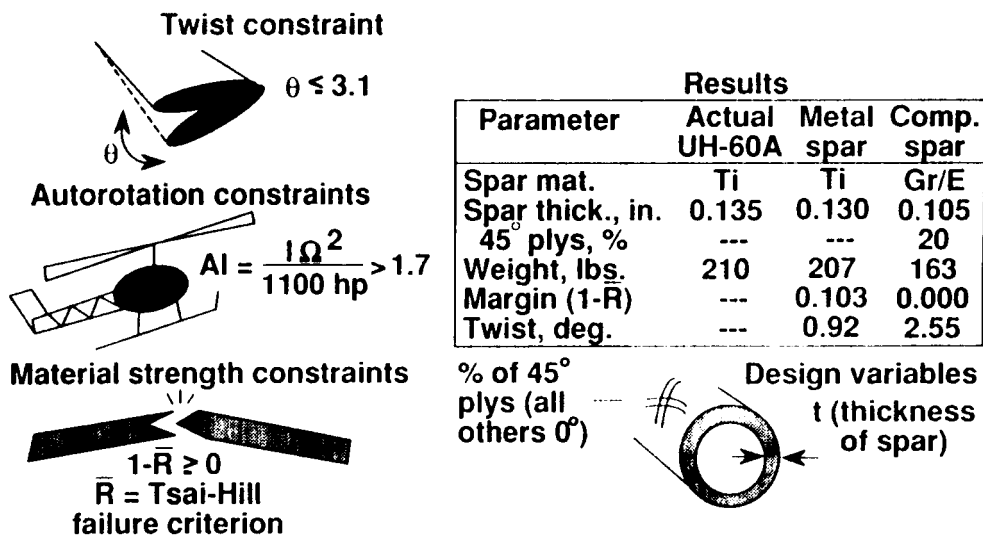 Twist constraint
θ ≤ 3.1
θ
Autorotation constraints
AI = IΩ² / 1100 hp > 1.7
Material strength constraints
1-R̅ ≥ 0
R̅ = Tsai-Hill
failure criterion
Results
Parameter Actual UH-60A Metal spar Comp. spar
Spar mat. Ti Ti Gr/E
Spar thick., in. 0.135 0.130 0.105
45° plys, % --- --- 20
Weight, lbs. 210 207 163
Margin (1-R̅) --- 0.103 0.000
Twist, deg. --- 0.92 2.55
% of 45°
plys (all
others 0°)
Design variables
t (thickness
of spar)